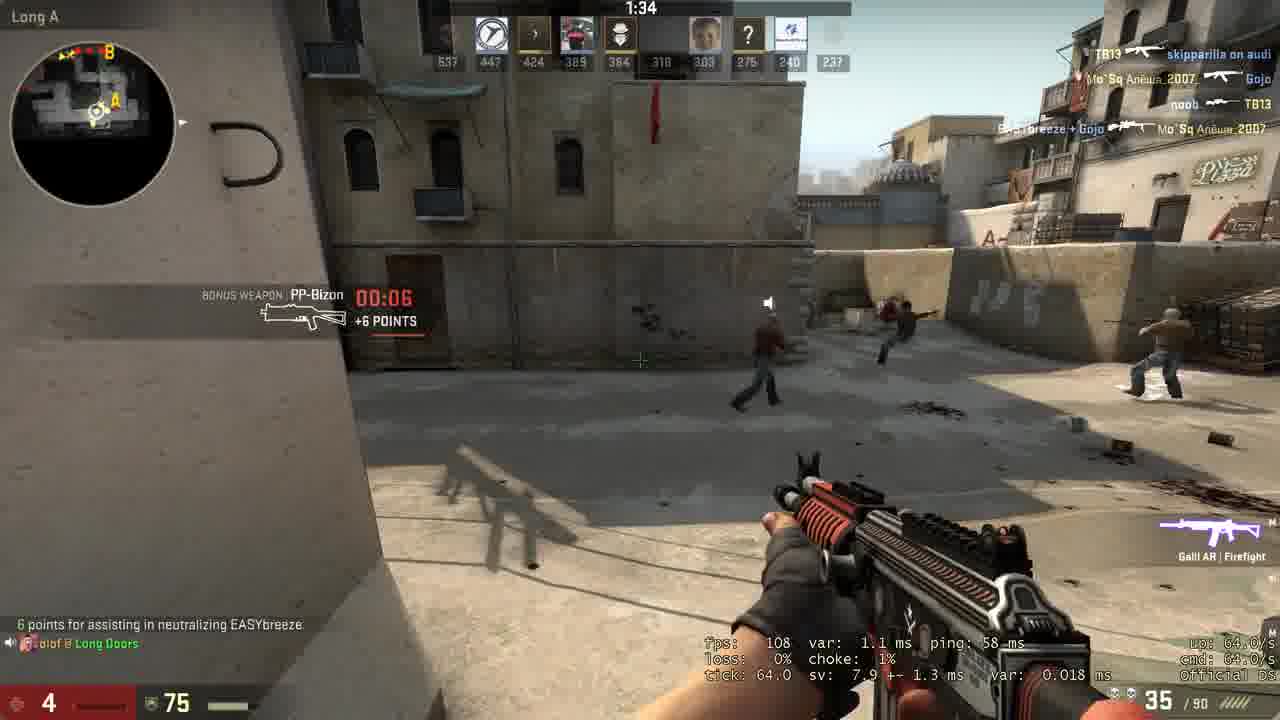 Long A
1:34
?
537 447 424 389 384 318 303 275 240 237
B
A
TB13 skipparilla on audi
Mo'Sq Anёшa_2007 Gojo
noob TB13
EASYbreeze + Gojo Mo'Sq Anёшa_2007
Pizza
A
BONUS WEAPON PP-Bizon 00:06
+6 POINTS
Galil AR | Firefight
6 points for assisting in neutralizing EASYbreeze
olof @ Long Doors
fps: 108 var: 1.1 ms ping: 58 ms
loss: 0% choke: 1%
tick: 64.0 sv: 7.9 +- 1.3 ms var: 0.018 ms
up: 64.0/s
cmd: 64.0/s
Official DS
4 75
35 / 90